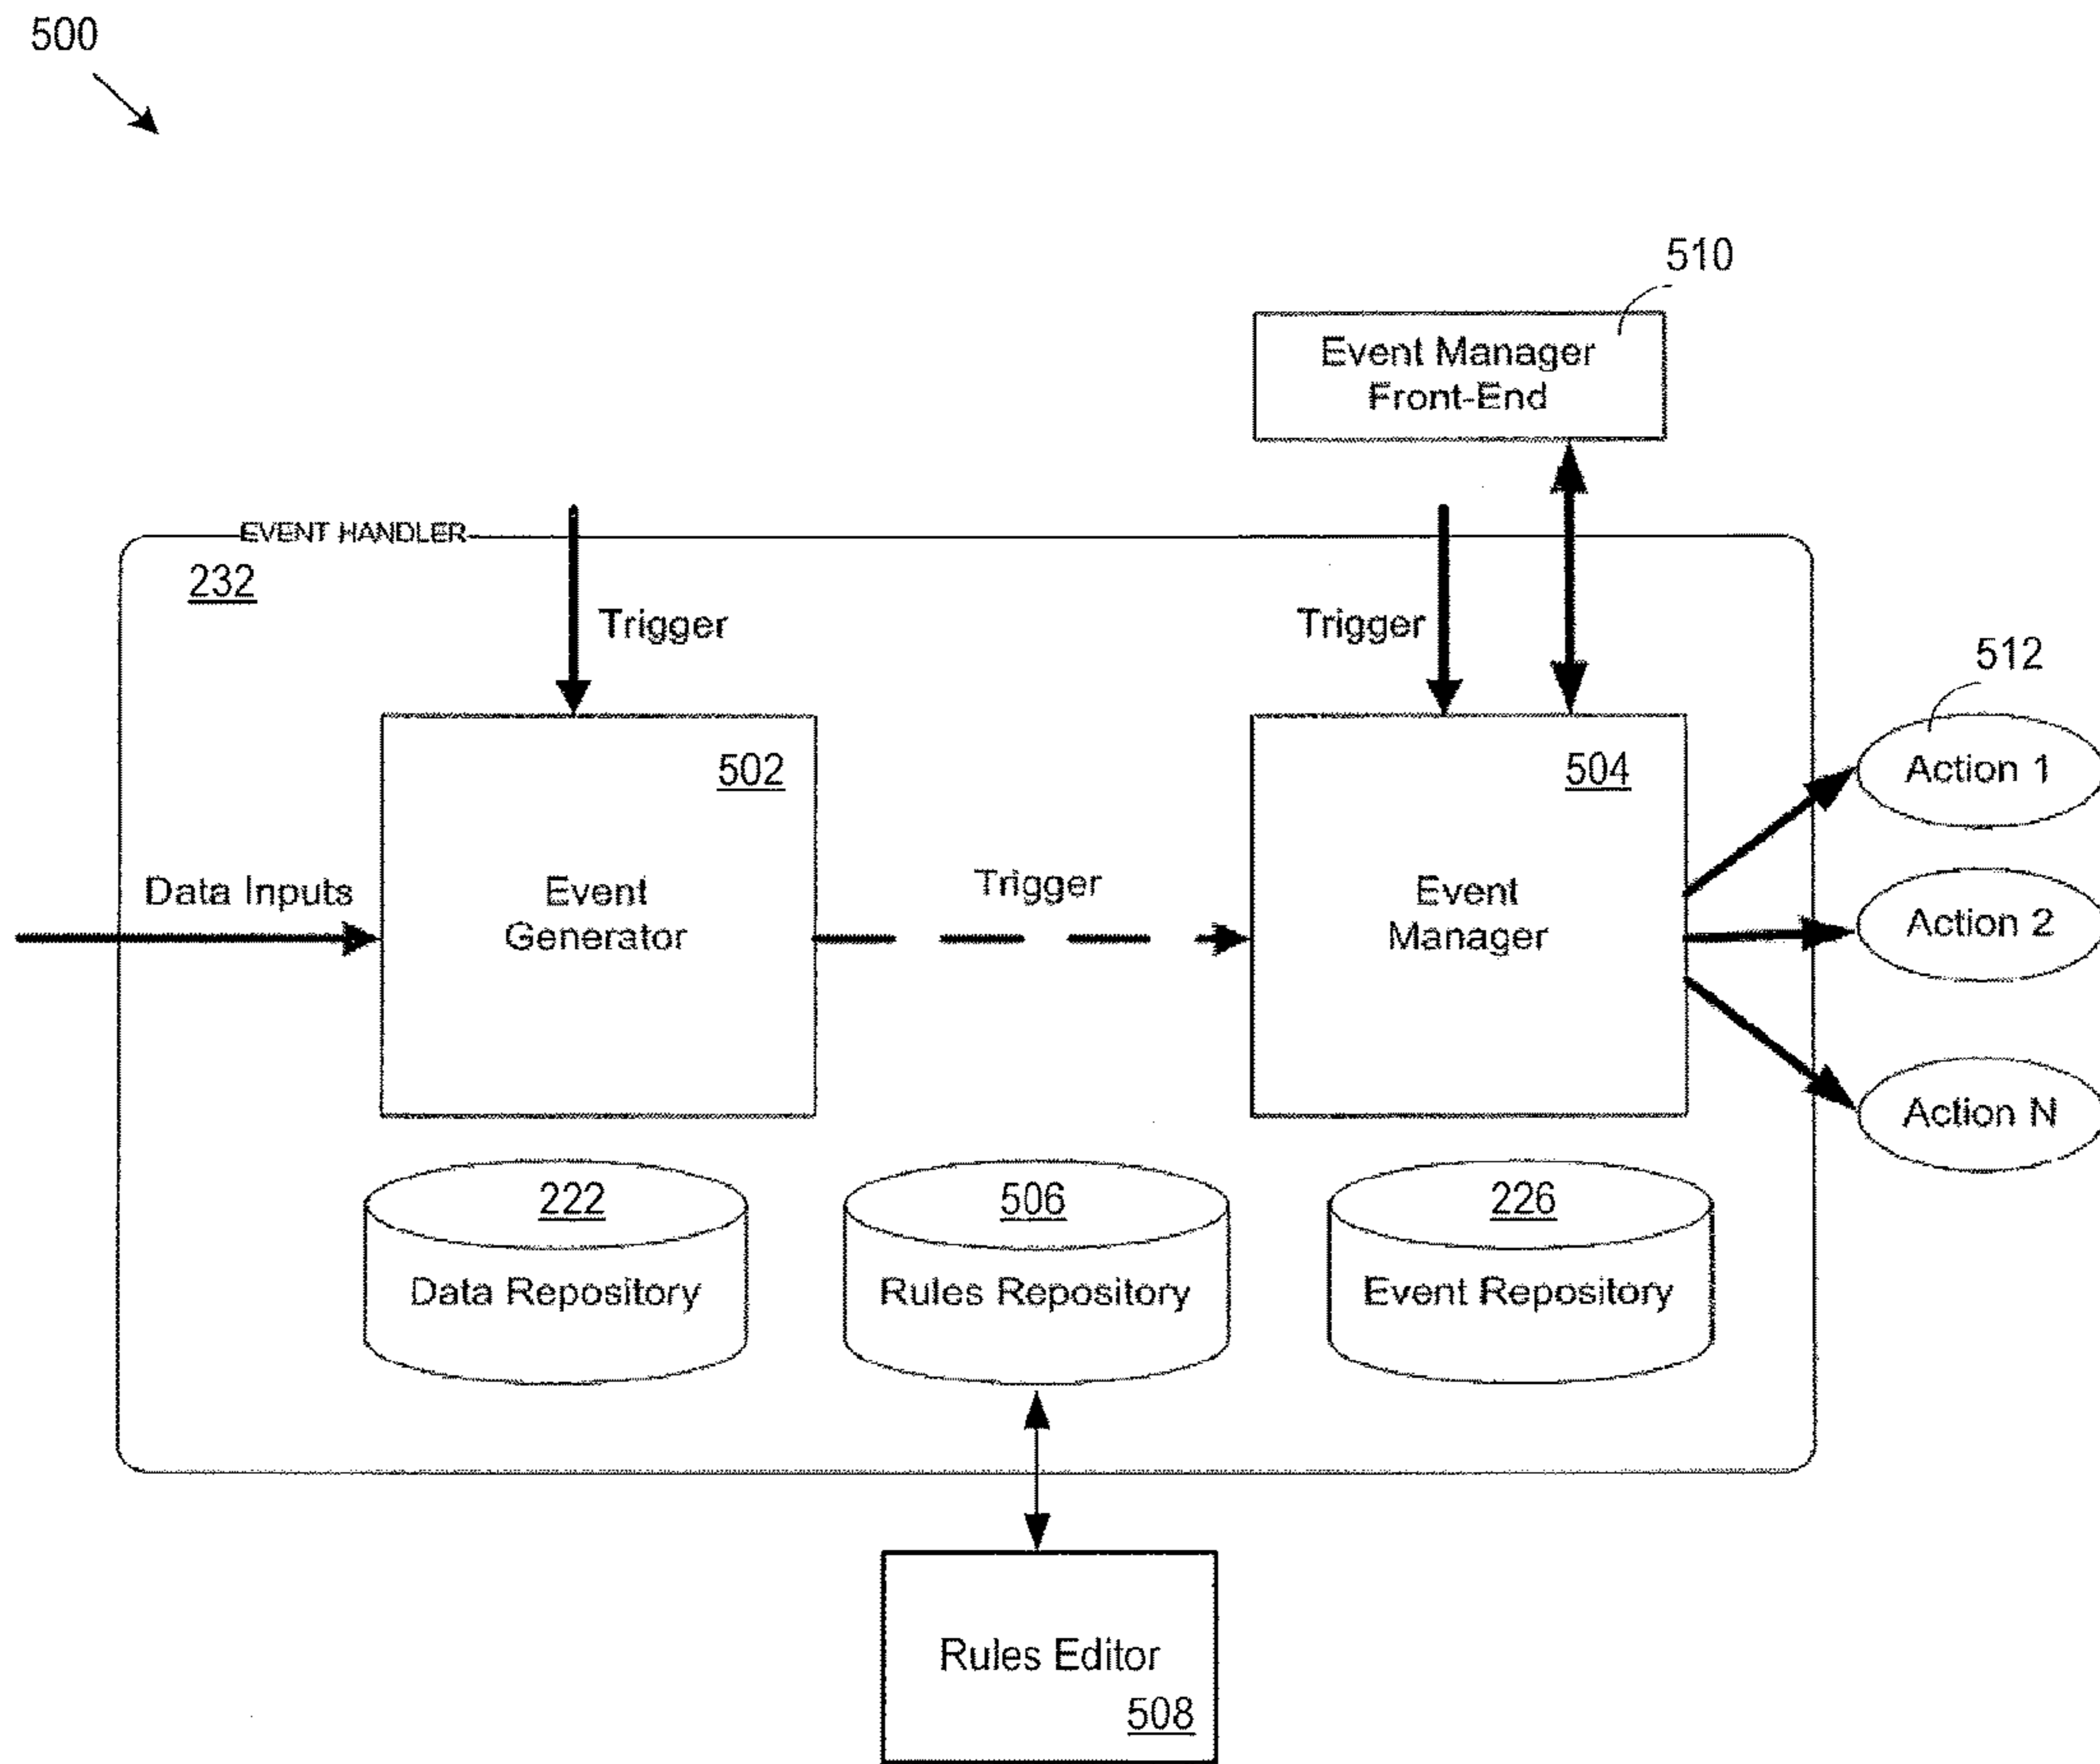 500
510
Event Manager
Front-End
EVENT HANDLER
232
Trigger
Trigger
512
502
504
Action 1
Data Inputs
Event
Generator
Trigger
Event
Manager
Action 2
Action N
222
506
226
Data Repository
Rules Repository
Event Repository
Rules Editor
508